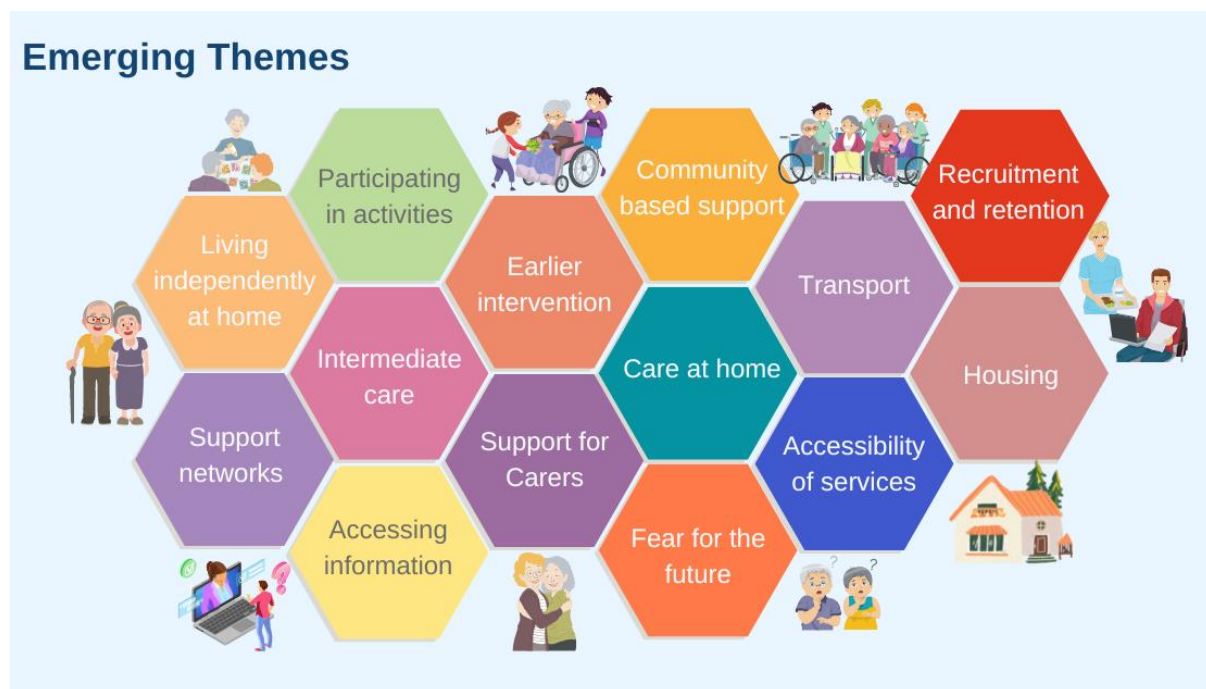 Emerging Themes
Participating
in activities
Community
based support
Recruitment
and retention
Living
independently
at home
Earlier
intervention
Transport
Intermediate
care
Care at home
Housing
Support
networks
Support for
Carers
Accessibility
of services
Accessing
information
Fear for the
future